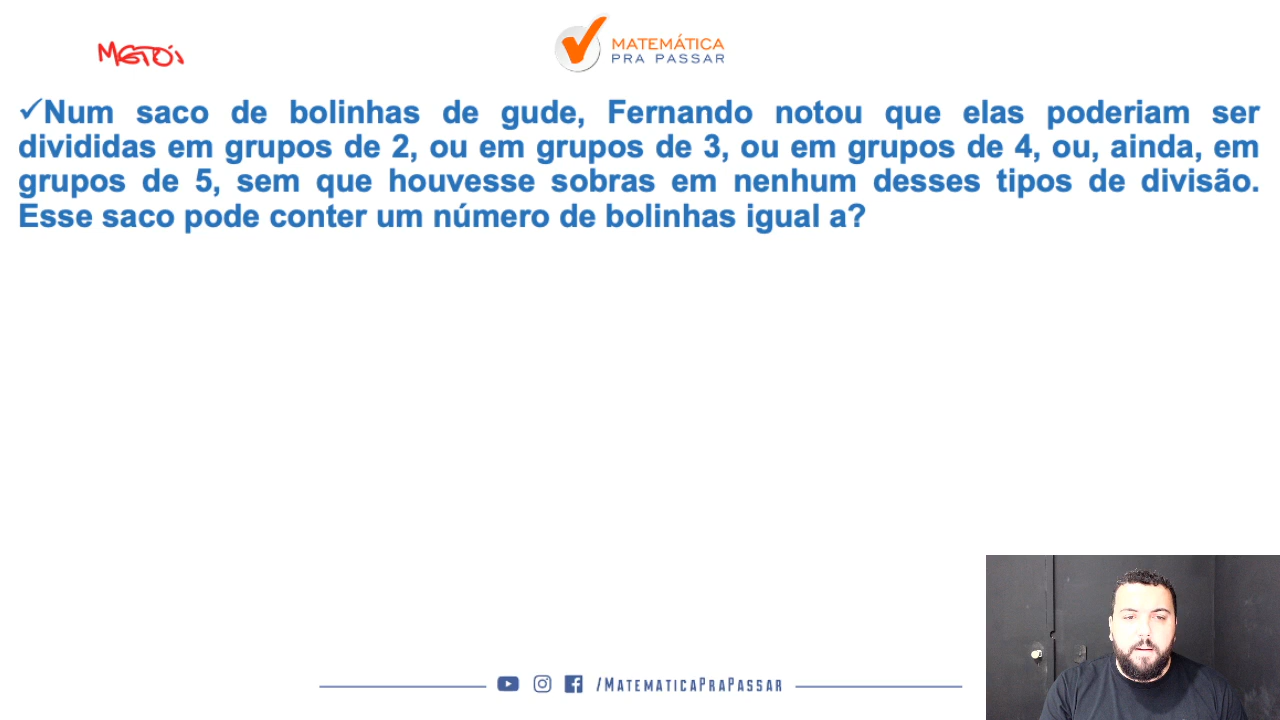 MATEMÁTICA
PRA PASSAR
✓Num saco de bolinhas de gude, Fernando notou que elas poderiam ser
divididas em grupos de 2, ou em grupos de 3, ou em grupos de 4, ou, ainda, em
grupos de 5, sem que houvesse sobras em nenhum desses tipos de divisão.
Esse saco pode conter um número de bolinhas igual a?
/MATEMATICAPRAPASSAR